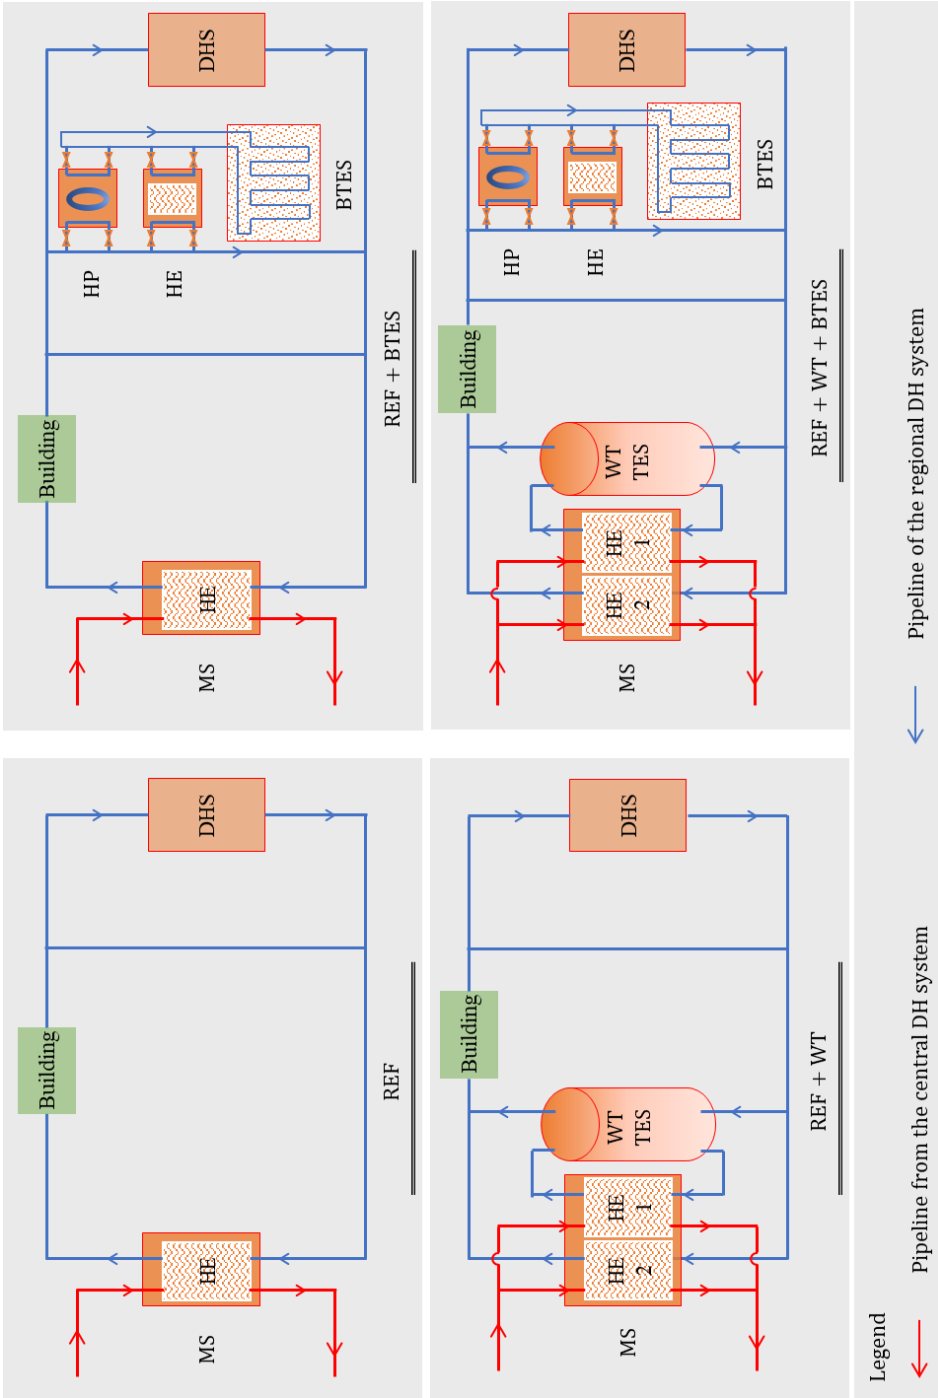 Building
MS
HE
DHS
REF
Building
HP
HE
MS
HE
DHS
BTES
REF + BTES
Building
MS
HE
2
HE
1
WT
TES
DHS
REF + WT
Building
HP
HE
MS
HE
2
HE
1
WT
TES
DHS
BTES
REF + WT + BTES
Legend
Pipeline from the central DH system
Pipeline of the regional DH system